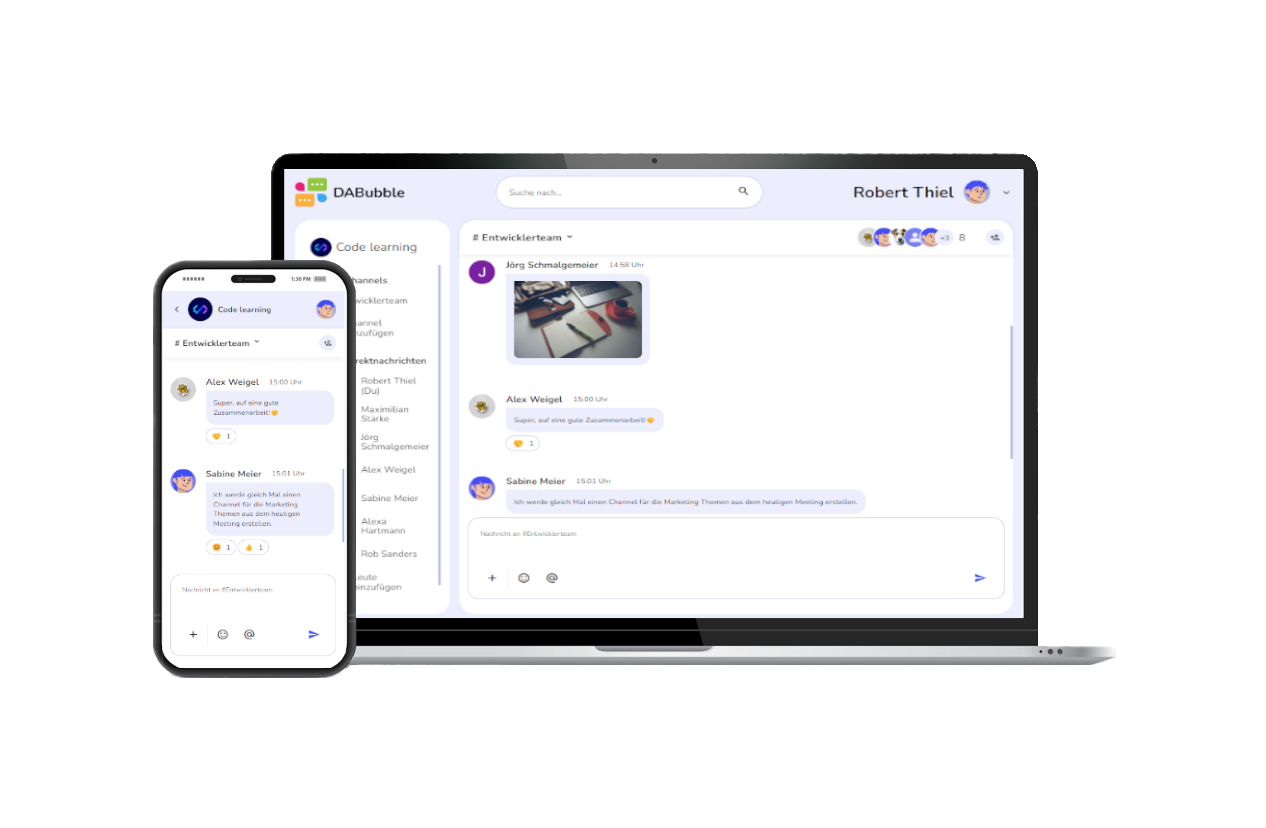 DABubble
Suche nach...
Robert Thiel
Code learning
# Entwicklerteam
+3
8
hannels
wicklerteam
annel
nzufügen
rektnachrichten
Robert Thiel
(Du)
Maximilian
Starke
Jörg
Schmalgemeier
Alex Weigel
Sabine Meier
Alexa
Hartmann
Rob Sanders
eute
inzufügen
J
Jörg Schmalgemeier 14:58 Uhr
Alex Weigel 15:00 Uhr
Super, auf eine gute Zusammenarbeit! 🤝
🤝 1
Sabine Meier 15:01 Uhr
Ich werde gleich Mal einen Channel für die Marketing Themen aus dem heutigen Meeting erstellen.
Nachricht an #Entwicklerteam
+ @
1:30 PM
Code learning
# Entwicklerteam
Alex Weigel 15:00 Uhr
Super, auf eine gute
Zusammenarbeit! 🤝
🤝 1
Sabine Meier 15:01 Uhr
Ich werde gleich Mal einen
Channel für die Marketing
Themen aus dem heutigen
Meeting erstellen.
1 👍 1
Nachricht an #Entwicklerteam
+ @